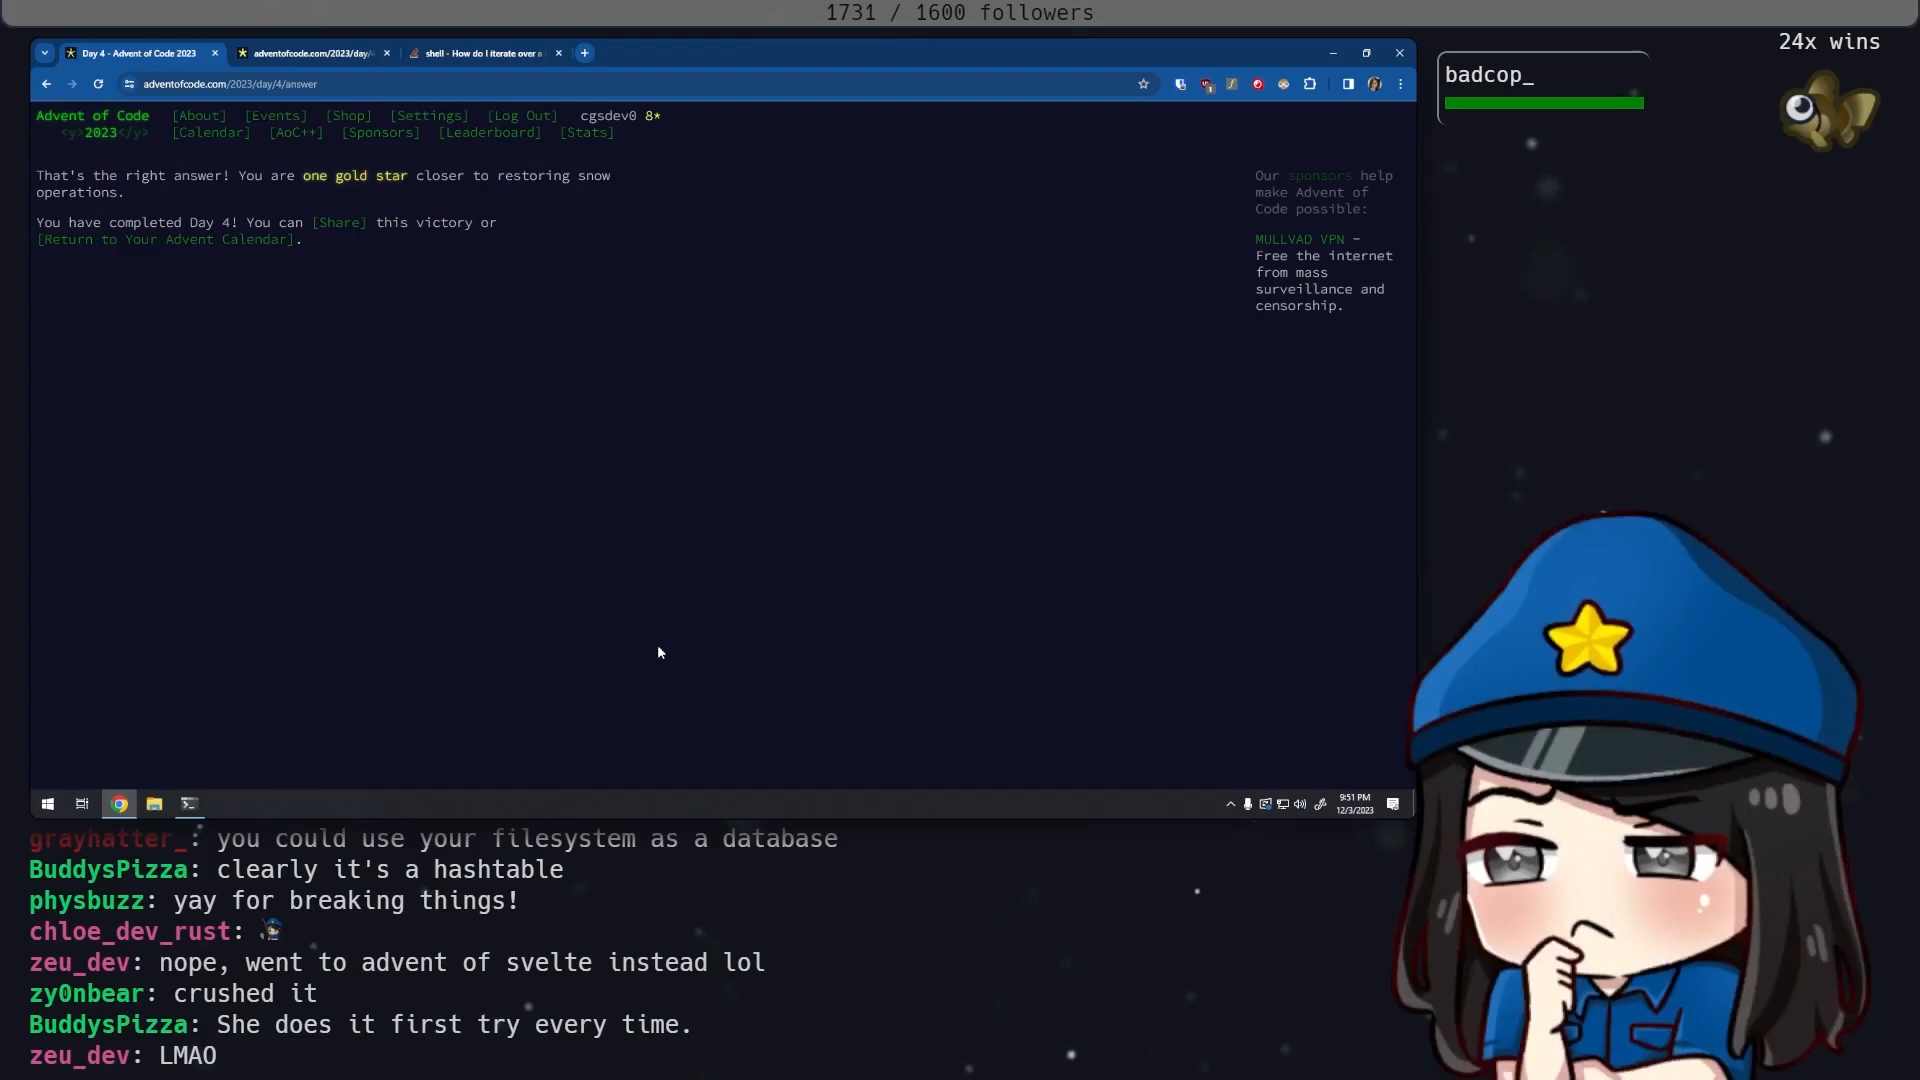 1731 / 1600 followers
24x wins
badcop_
Day 4 - Advent of Code 2023
adventofcode.com/2023/day/
shell - How do I iterate over a
adventofcode.com/2023/day/4/answer
Advent of Code [About] [Events] [Shop] [Settings] [Log Out] cgsdev0 8*
<y>2023</y> [Calendar] [AoC++] [Sponsors] [Leaderboard] [Stats]
That's the right answer! You are one gold star closer to restoring snow
operations.
You have completed Day 4! You can [Share] this victory or
[Return to Your Advent Calendar].
Our sponsors help
make Advent of
Code possible:
MULLVAD VPN -
Free the internet
from mass
surveillance and
censorship.
9:51 PM
12/3/2023
grayhatter_: you could use your filesystem as a database
BuddysPizza: clearly it's a hashtable
physbuzz: yay for breaking things!
chloe_dev_rust:
zeu_dev: nope, went to advent of svelte instead lol
zy0nbear: crushed it
BuddysPizza: She does it first try every time.
zeu_dev: LMAO